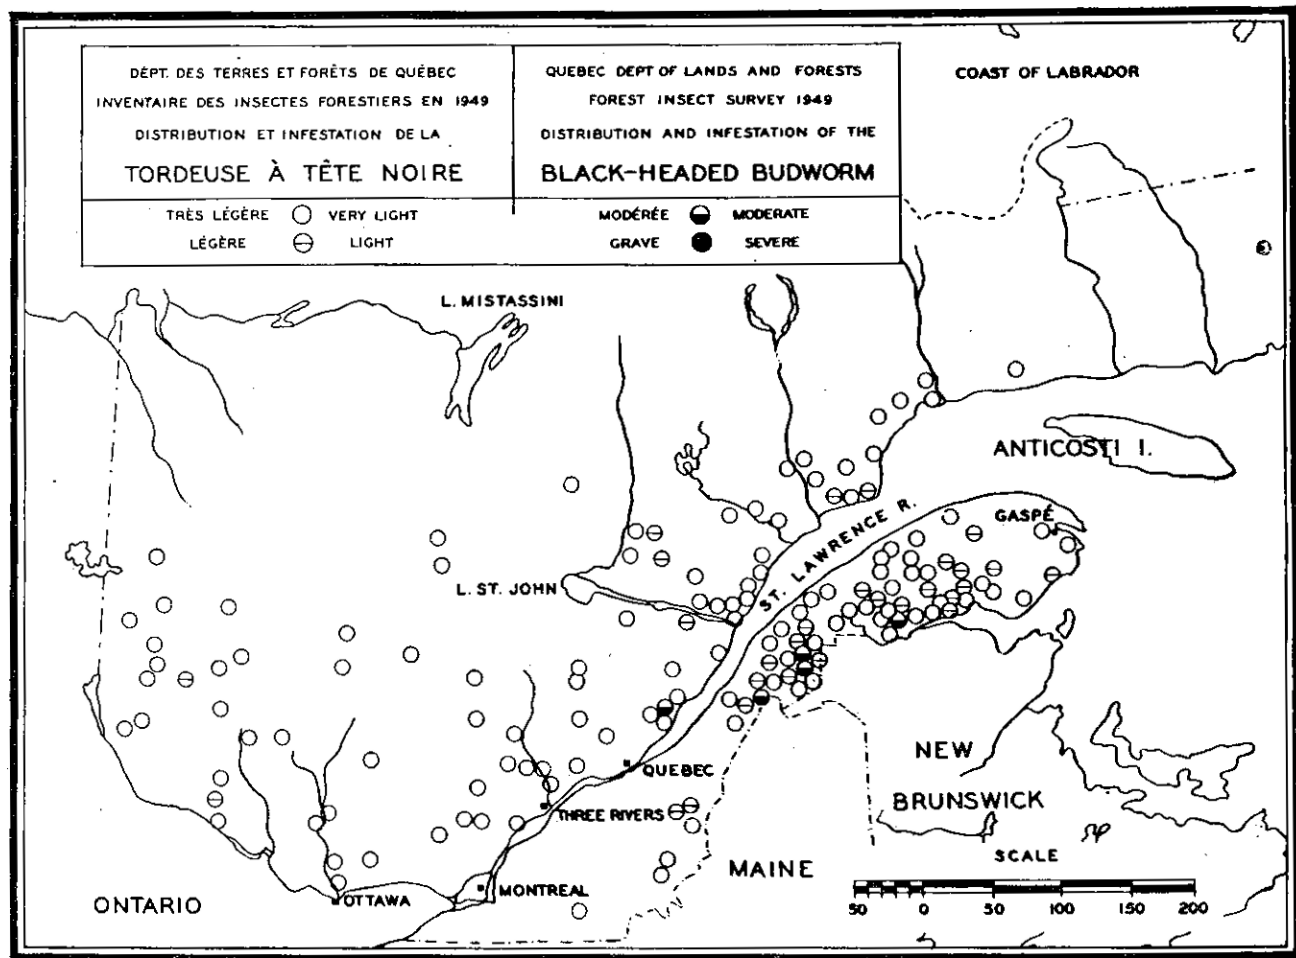 DÉPT. DES TERRES ET FORÊTS DE QUÉBEC
INVENTAIRE DES INSECTES FORESTIERS EN 1949
DISTRIBUTION ET INFESTATION DE LA
TORDEUSE À TÊTE NOIRE
QUEBEC DEPT OF LANDS AND FORESTS
FOREST INSECT SURVEY 1949
DISTRIBUTION AND INFESTATION OF THE
BLACK-HEADED BUDWORM
TRÈS LÉGÈRE VERY LIGHT
LÉGÈRE LIGHT
MODÉRÉE MODERATE
GRAVE SEVERE
COAST OF LABRADOR
L. MISTASSINI
ANTICOSTI I.
GASPÉ
ST. LAWRENCE R.
L. ST. JOHN
QUEBEC
NEW
BRUNSWICK
THREE RIVERS
MAINE
MONTREAL
OTTAWA
ONTARIO
SCALE
50 0 50 100 150 200